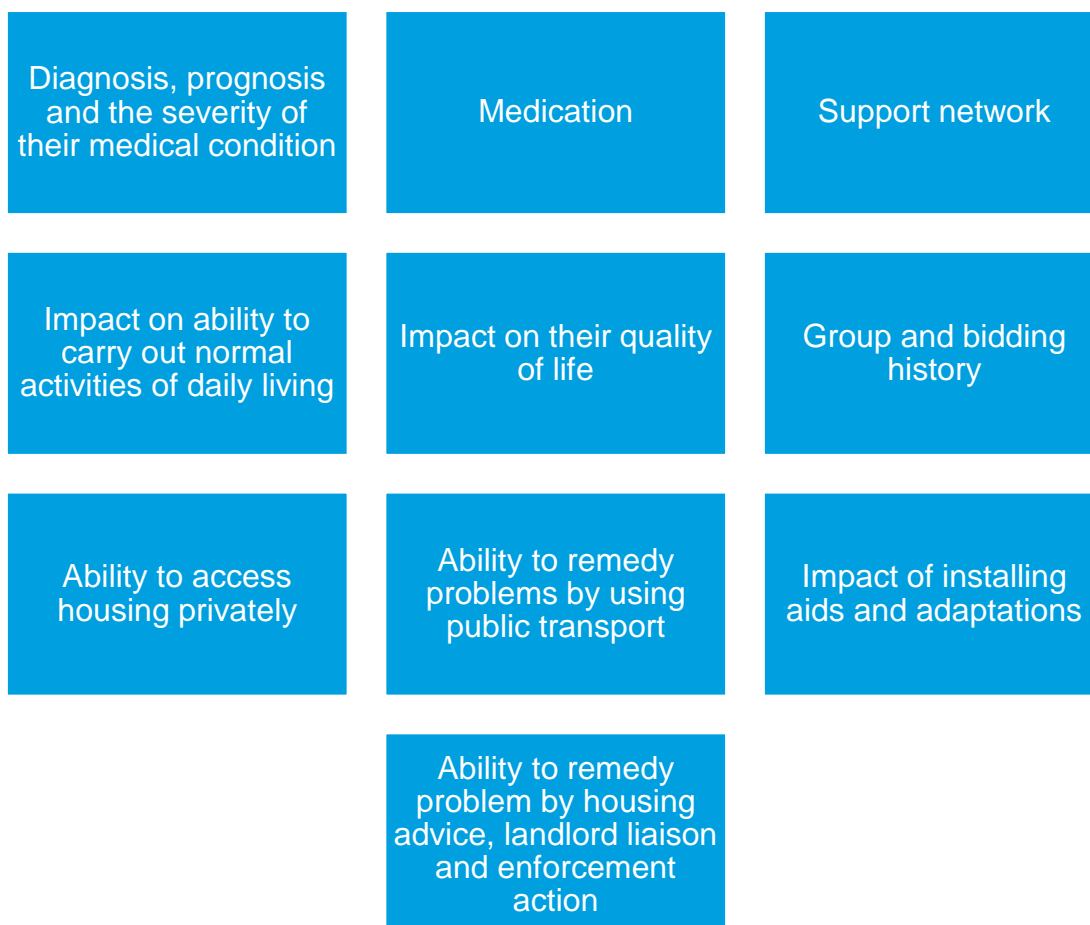 Diagnosis, prognosis
and the severity of
their medical condition
Medication
Support network
Impact on ability to
carry out normal
activities of daily living
Impact on their quality
of life
Group and bidding
history
Ability to access
housing privately
Ability to remedy
problems by using
public transport
Impact of installing
aids and adaptations
Ability to remedy
problem by housing
advice, landlord liaison
and enforcement
action